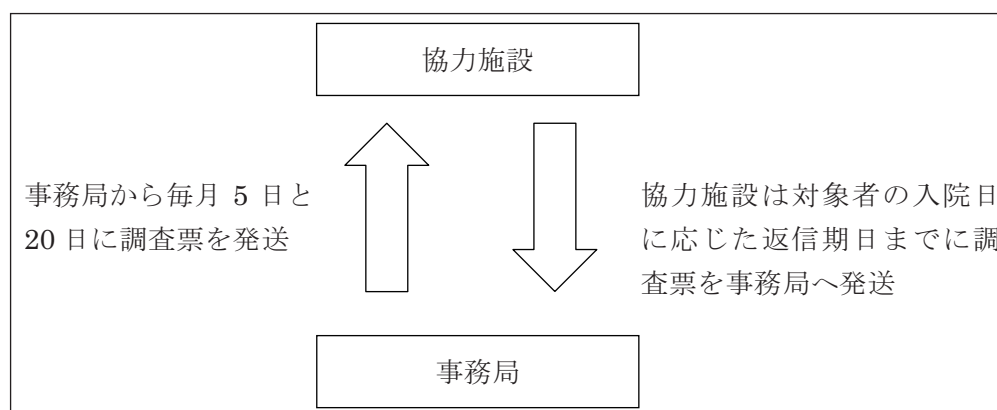 協力施設
事務局から毎月 5 日と
20 日に調査票を発送
協力施設は対象者の入院日
に応じた返信期日までに調
査票を事務局へ発送
事務局